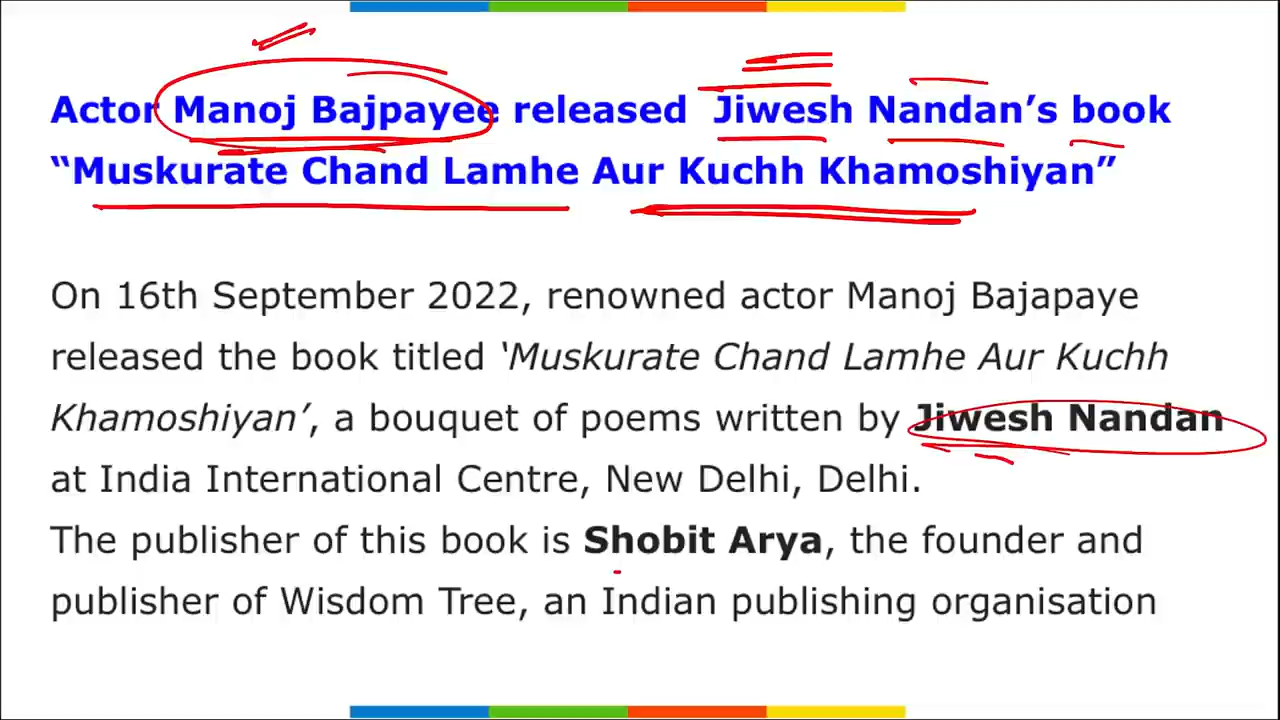 Actor Manoj Bajpayee released Jiwesh Nandan’s book
“Muskurate Chand Lamhe Aur Kuchh Khamoshiyan”
On 16th September 2022, renowned actor Manoj Bajapaye
released the book titled ‘Muskurate Chand Lamhe Aur Kuchh
Khamoshiyan’, a bouquet of poems written by Jiwesh Nandan
at India International Centre, New Delhi, Delhi.
The publisher of this book is Shobit Arya, the founder and
publisher of Wisdom Tree, an Indian publishing organisation